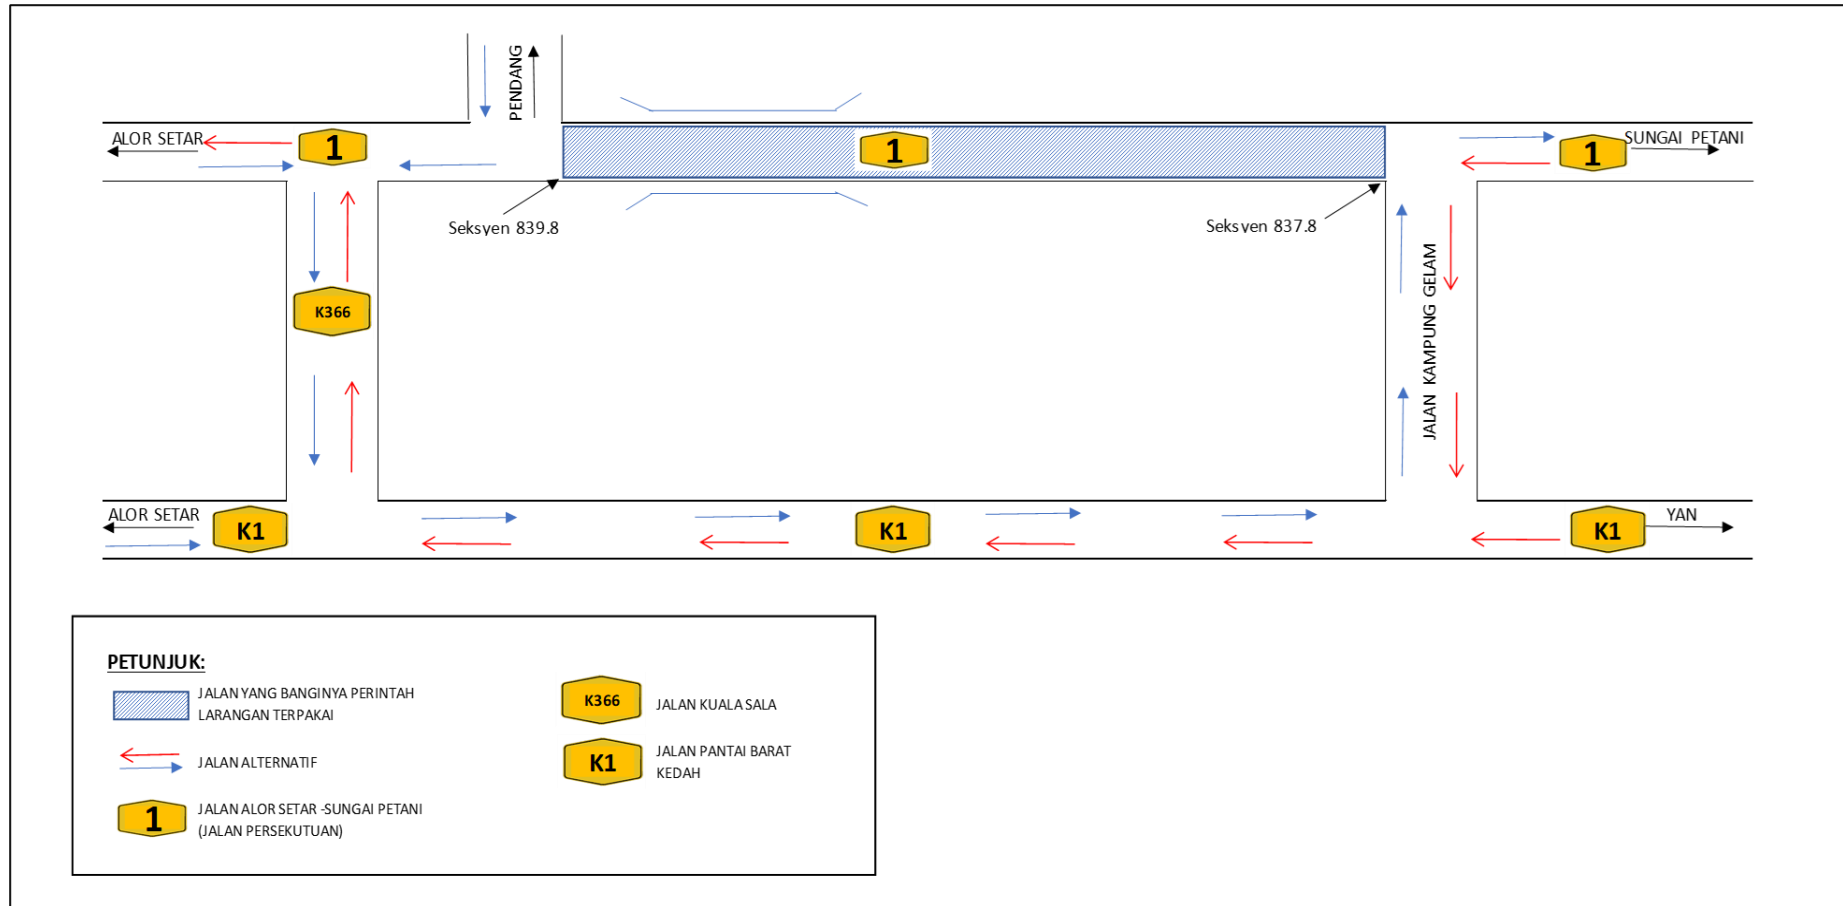 PENDANG
ALOR SETAR
1
1
1
SUNGAI PETANI
Seksyen 839.8
Seksyen 837.8
K366
JALAN KAMPUNG GELAM
ALOR SETAR
K1
K1
K1
YAN
PETUNJUK:
JALAN YANG BANGINYA PERINTAH
LARANGAN TERPAKAI
JALAN ALTERNATIF
1
JALAN ALOR SETAR -SUNGAI PETANI
(JALAN PERSEKUTUAN)
K366
JALAN KUALA SALA
K1
JALAN PANTAI BARAT
KEDAH